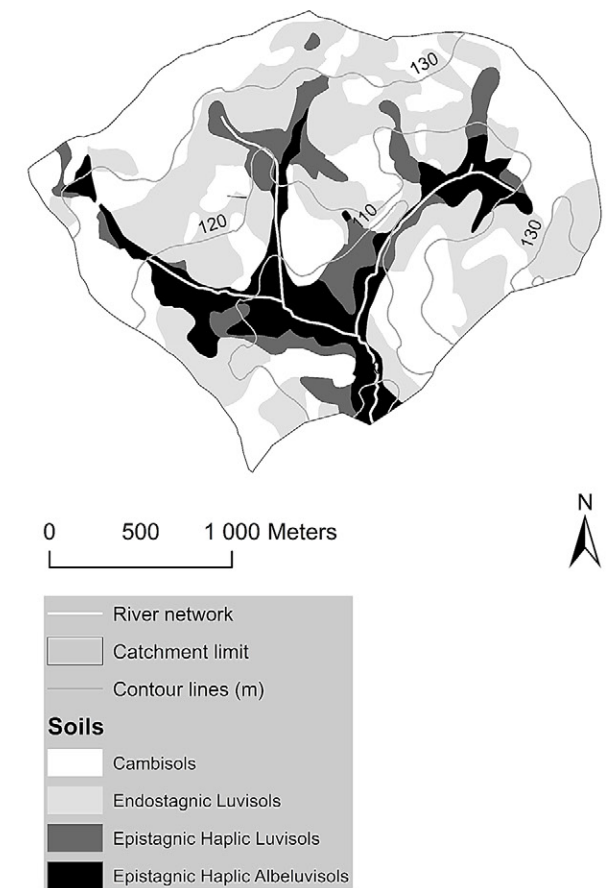 130
120
110
130
N
0 500 1 000 Meters
River network
Catchment limit
Contour lines (m)
Soils
Cambisols
Endostagnic Luvisols
Epistagnic Haplic Luvisols
Epistagnic Haplic Albeluvisols